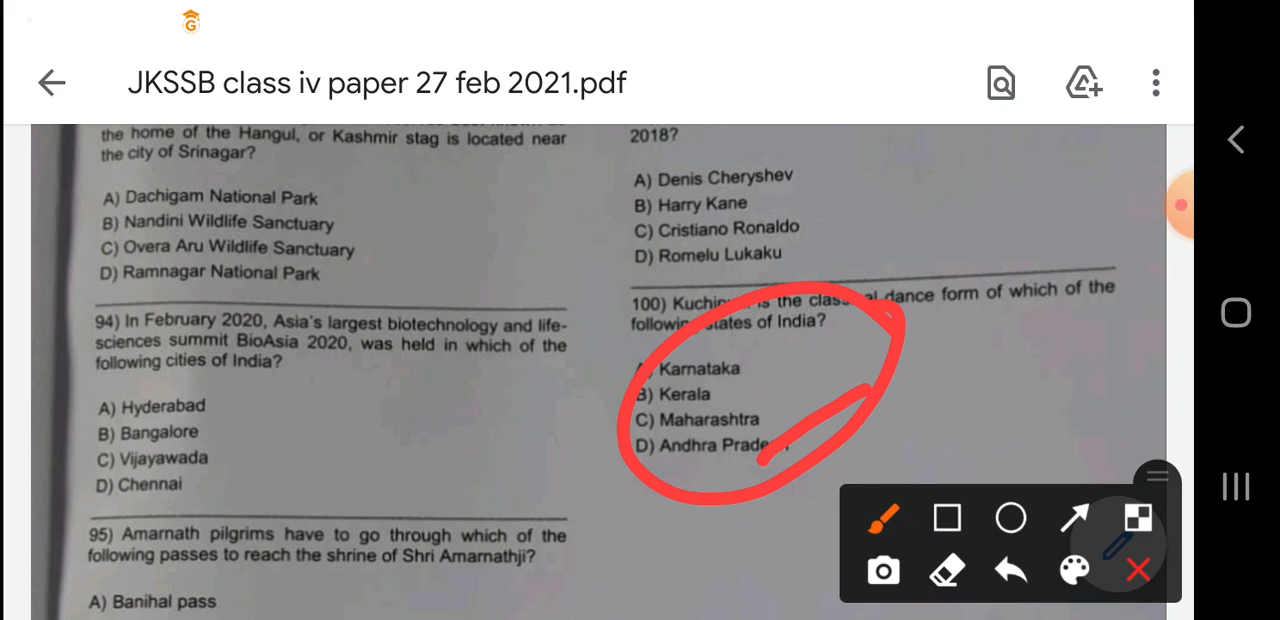 G
JKSSB class iv paper 27 feb 2021.pdf
the home of the Hangul, or Kashmir stag is located near
the city of Srinagar?
A) Dachigam National Park
B) Nandini Wildlife Sanctuary
C) Overa Aru Wildlife Sanctuary
D) Ramnagar National Park
94) In February 2020, Asia's largest biotechnology and life-
sciences summit BioAsia 2020, was held in which of the
following cities of India?
A) Hyderabad
B) Bangalore
C) Vijayawada
D) Chennai
95) Amarnath pilgrims have to go through which of the
following passes to reach the shrine of Shri Amarnathji?
A) Banihal pass
2018?
A) Denis Cheryshev
B) Harry Kane
C) Cristiano Ronaldo
D) Romelu Lukaku
100) is the dance form of which of the
following states of India?
A) Karnataka
B) Kerala
C) Maharashtra
D) Andhra